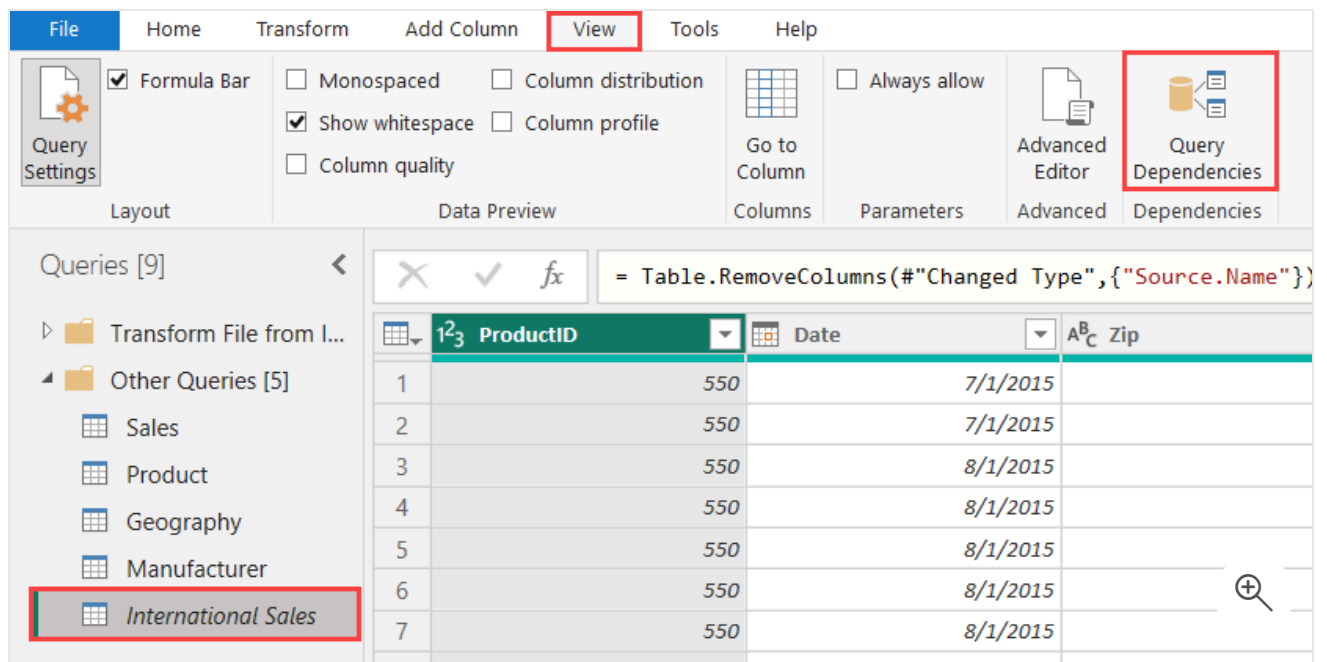 File Home Transform Add Column View Tools Help
Formula Bar Monospaced Column distribution Always allow
Show whitespace Column profile
Query Settings Column quality Go to Column Advanced Editor Query Dependencies
Layout Data Preview Columns Parameters Advanced Dependencies
Queries [9] fx = Table.RemoveColumns(#"Changed Type",{"Source.Name"})
Transform File from I... 123 ProductID Date ABC Zip
Other Queries [5] 1 550 7/1/2015
Sales 2 550 7/1/2015
Product 3 550 8/1/2015
Geography 4 550 8/1/2015
Manufacturer 5 550 8/1/2015
International Sales 6 550 8/1/2015
7 550 8/1/2015